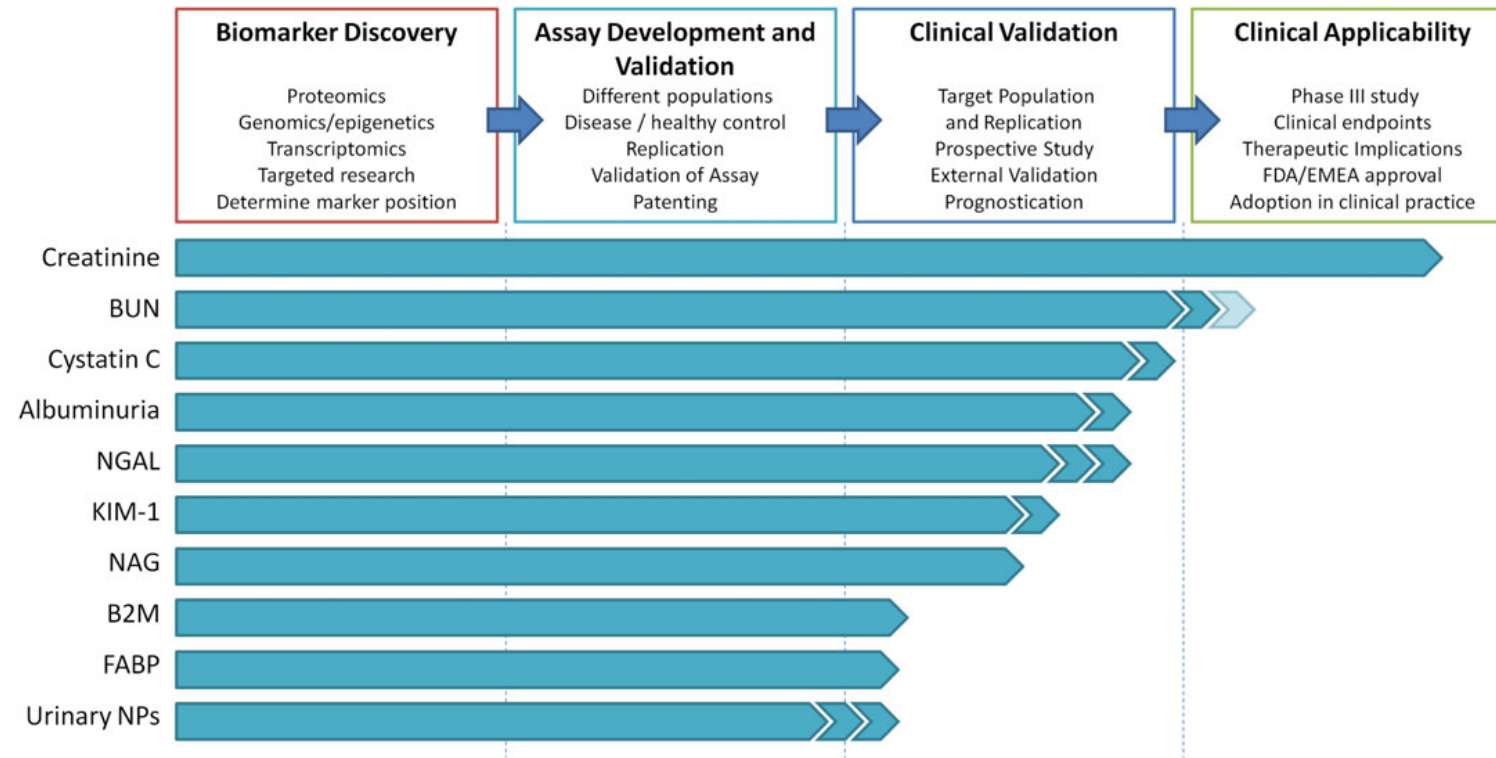 Biomarker Discovery
Proteomics
Genomics/epigenetics
Transcriptomics
Targeted research
Determine marker position
Assay Development and
Validation
Different populations
Disease / healthy control
Replication
Validation of Assay
Patenting
Clinical Validation
Target Population
and Replication
Prospective Study
External Validation
Prognostication
Clinical Applicability
Phase III study
Clinical endpoints
Therapeutic Implications
FDA/EMEA approval
Adoption in clinical practice
Creatinine
BUN
Cystatin C
Albuminuria
NGAL
KIM-1
NAG
B2M
FABP
Urinary NPs